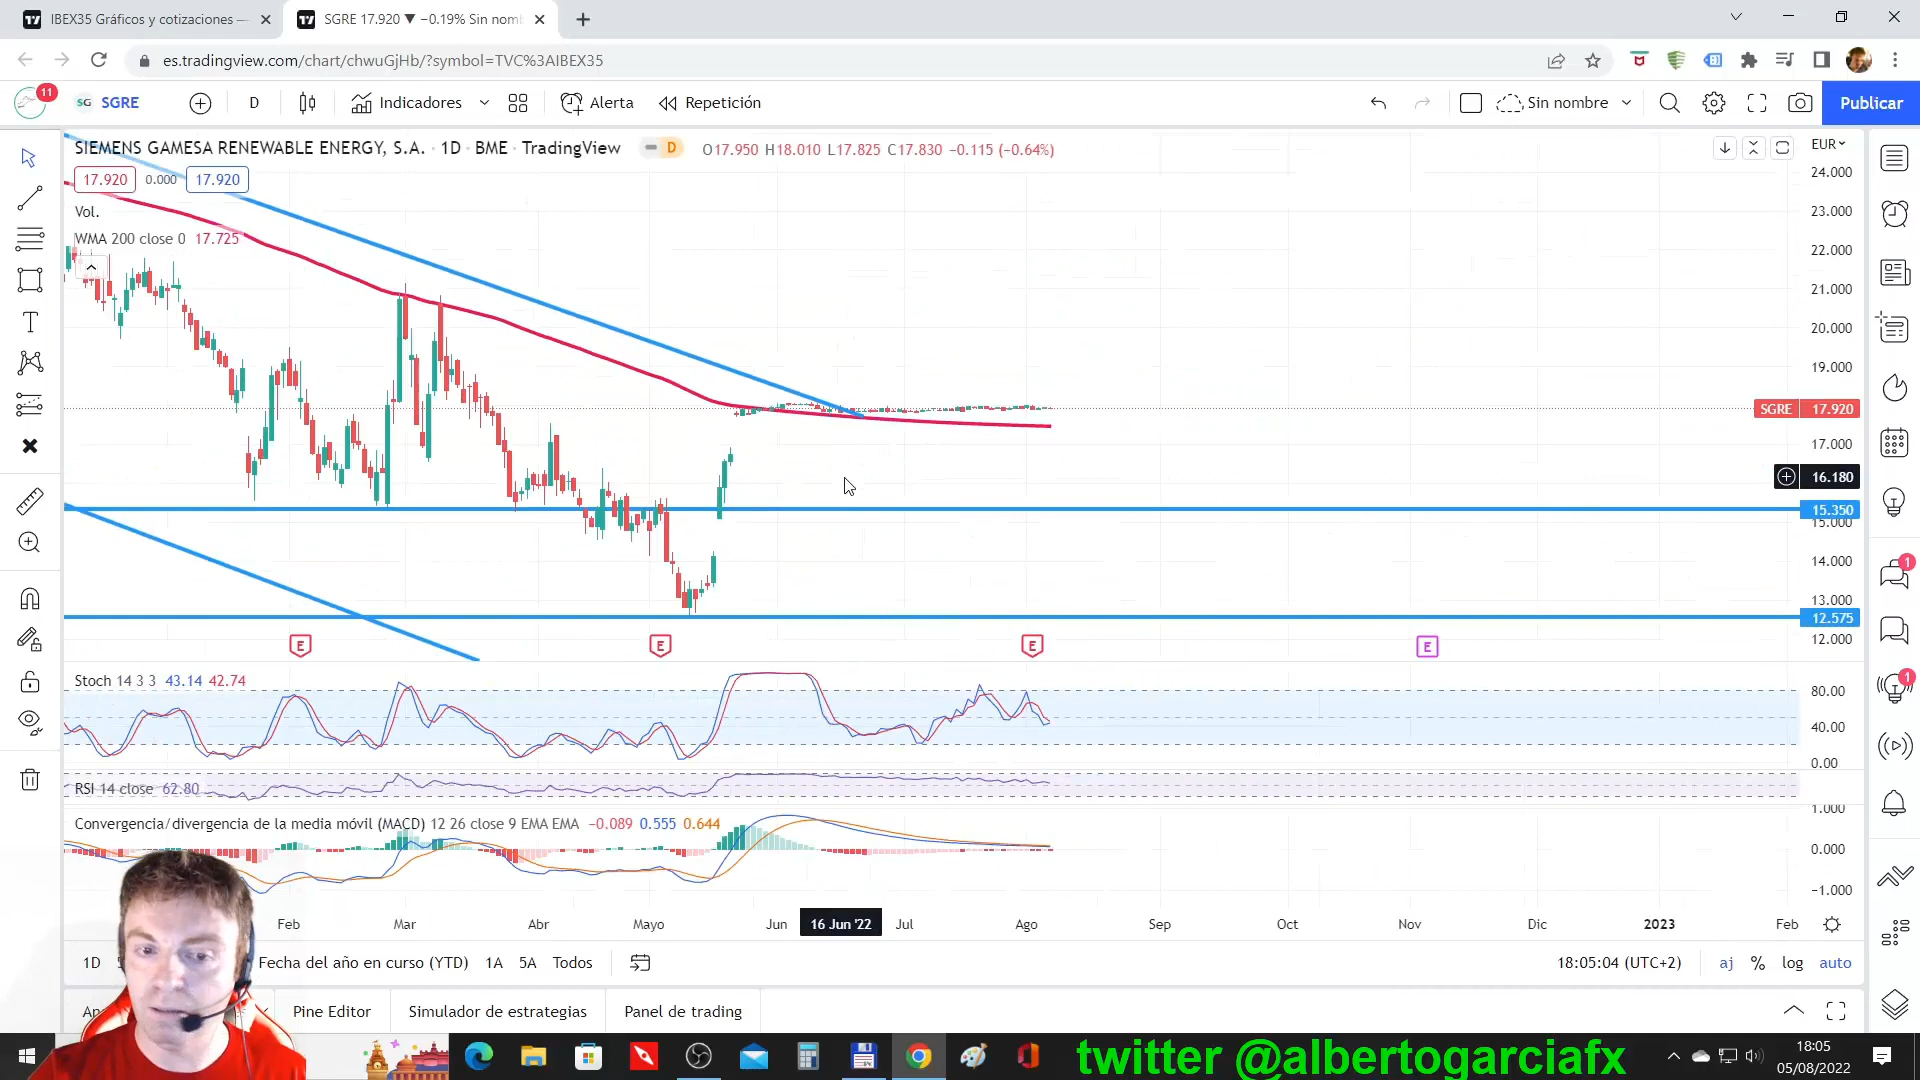 IBEX35 Gráficos y cotizaciones —
SGRE 17.920 ▼ −0.19% Sin nom
es.tradingview.com/chart/chwuGjHb/?symbol=TVC%3AIBEX35
11
SG SGRE
D
Indicadores
Alerta
Repetición
Sin nombre
Publicar
SIEMENS GAMESA RENEWABLE ENERGY, S.A. · 1D · BME · TradingView
D
O17.950 H18.010 L17.825 C17.830 −0.115 (−0.64%)
EUR
17.920 0.000 17.920
Vol.
WMA 200 close 0 17.725
24.000
23.000
22.000
21.000
20.000
19.000
SGRE 17.920
17.000
16.180
15.350
15.000
14.000
13.000
12.575
12.000
E
E
E
E
Stoch 14 3 3 43.14 42.74
80.00
40.00
0.00
RSI 14 close 62.80
Convergencia/divergencia de la media móvil (MACD) 12 26 close 9 EMA EMA −0.089 0.555 0.644
1.000
0.000
−1.000
Feb Mar Abr Mayo Jun 16 Jun '22 Jul Ago Sep Oct Nov Dic 2023 Feb
1D
Fecha del año en curso (YTD) 1A 5A Todos
18:05:04 (UTC+2)
aj % log auto
Pine Editor
Simulador de estrategias
Panel de trading
1
1
twitter @albertogarciafx
18:05
05/08/2022